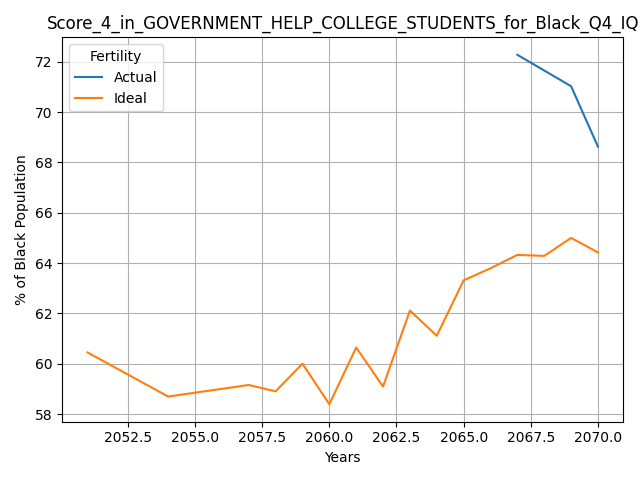 Score_4_in_GOVERNMENT_HELP_COLLEGE_STUDENTS_for_Black_Q4_IQ
Fertility
Actual
Ideal
72
70
68
66
64
62
60
58
% of Black Population
2052.5 2055.0 2057.5 2060.0 2062.5 2065.0 2067.5 2070.0
Years